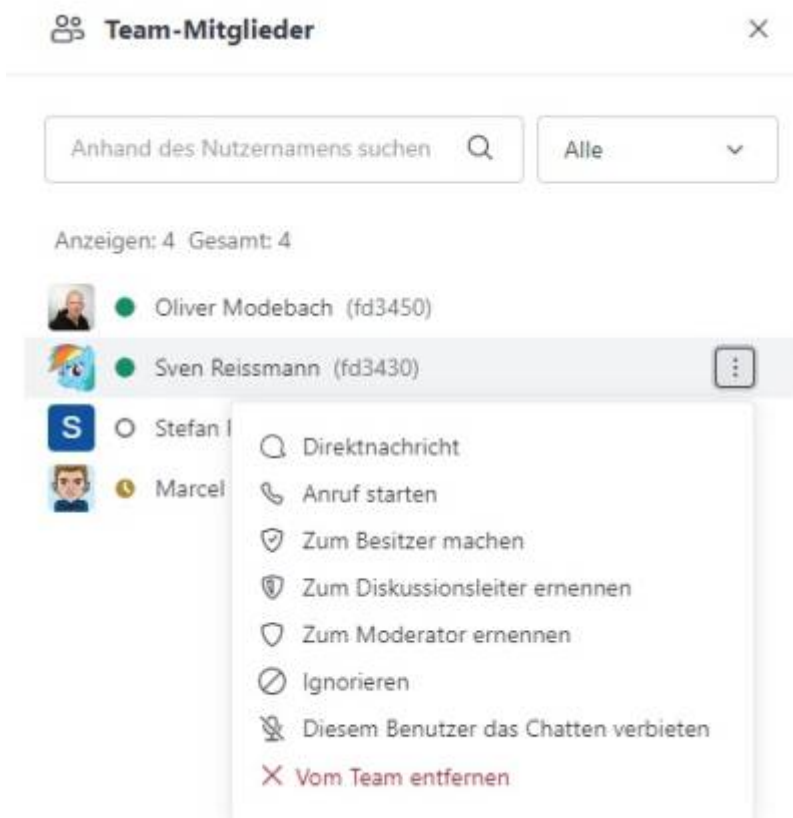 Team-Mitglieder
Anhand des Nutzernamens suchen
Alle
Anzeigen: 4 Gesamt: 4
Oliver Modebach (fd3450)
Sven Reissmann (fd3430)
S Stefan
Marcel
Direktnachricht
Anruf starten
Zum Besitzer machen
Zum Diskussionsleiter ernennen
Zum Moderator ernennen
Ignorieren
Diesem Benutzer das Chatten verbieten
Vom Team entfernen